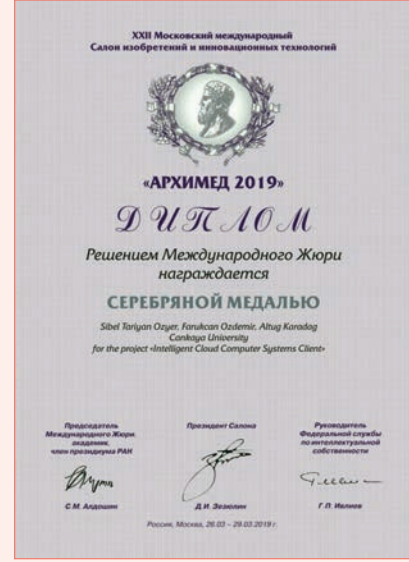 XXII Московский международный
Салон изобретений и инновационных технологий
«АРХИМЕД 2019»
ДИПЛОМ
Решением Международного Жюри
награждается
СЕРЕБРЯНОЙ МЕДАЛЬЮ
Sibel Tariyan Ozyer, Farukcan Ozdemir, Altug Karadag
Cankaya University
for the project «Intelligent Cloud Computer Systems Client»
Председатель
Международного Жюри,
академик,
член президиума РАН
С.М. Алдошин
Президент Салона
Д.И. Зезюлин
Руководитель
Федеральной службы
по интеллектуальной
собственности
Г.П. Ивлиев
Россия, Москва, 26.03 – 29.03.2019 г.